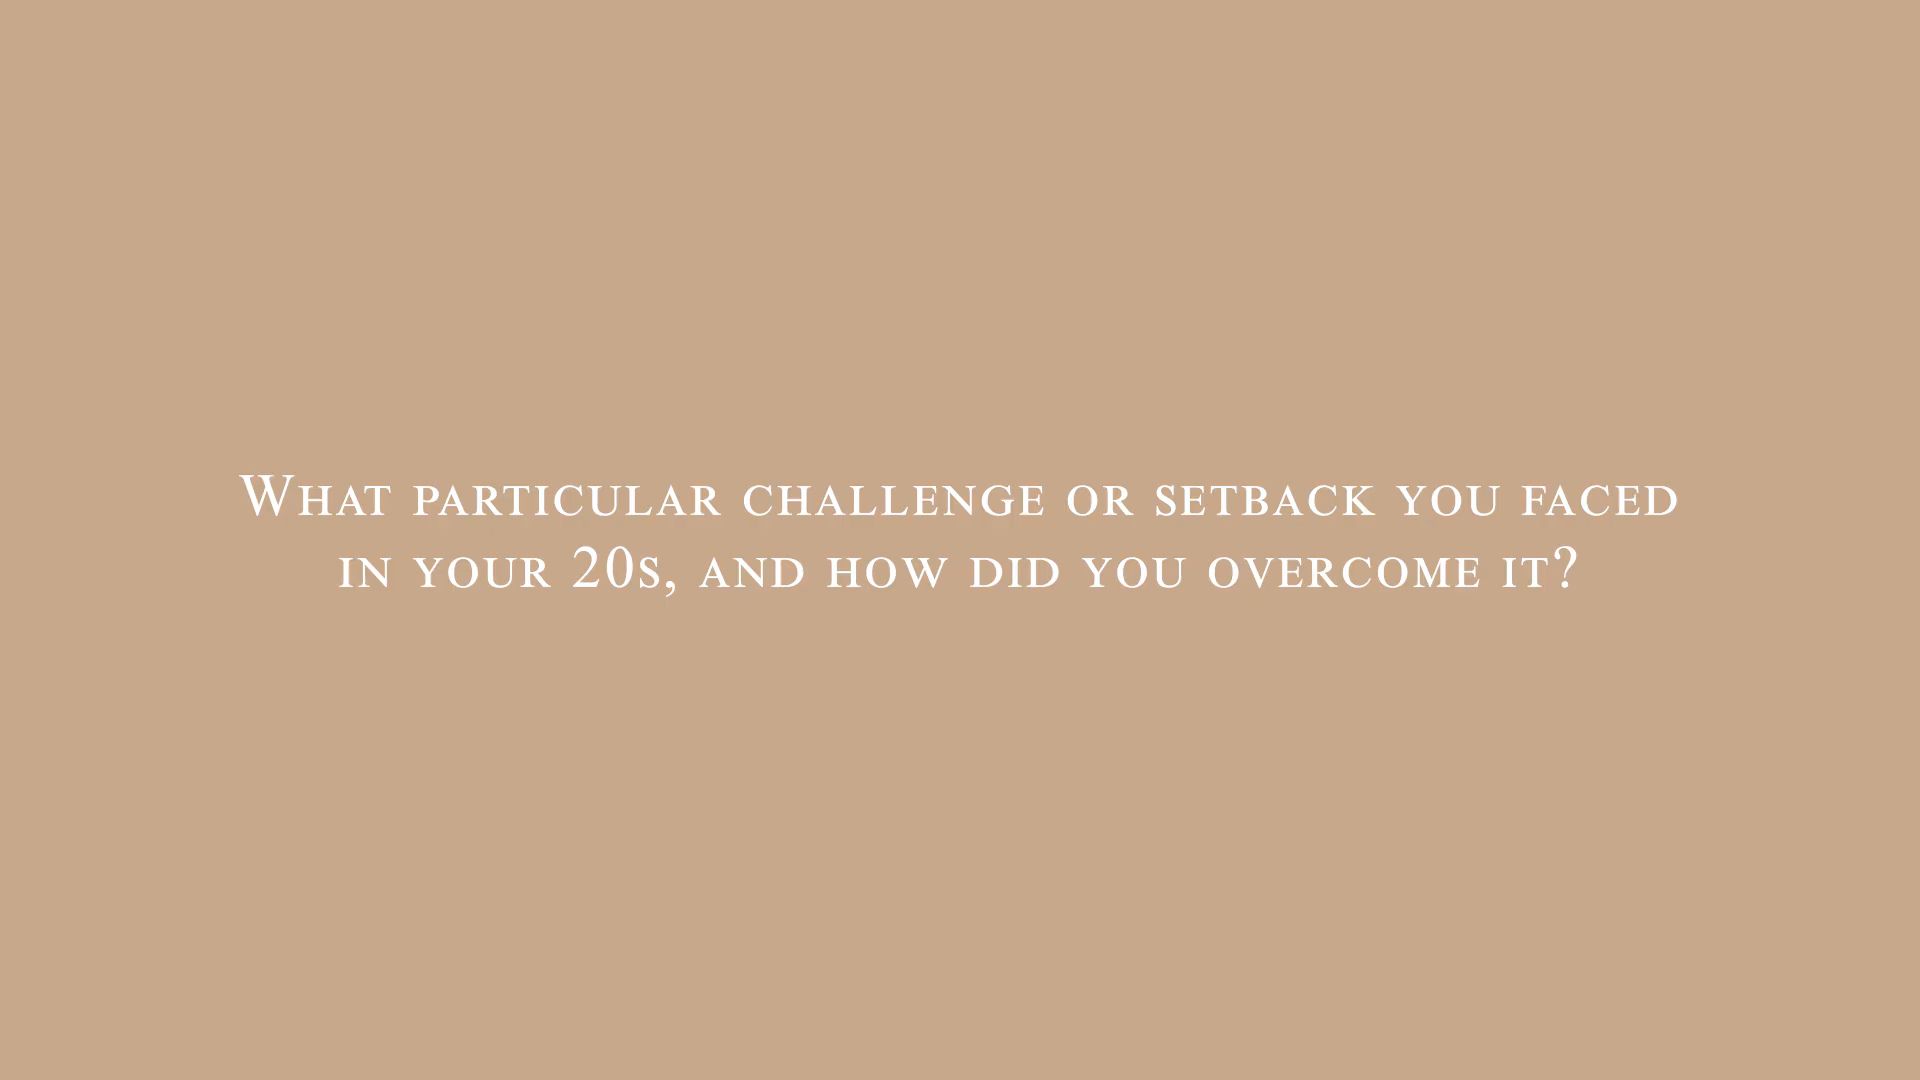 What particular challenge or setback you faced
in your 20s, and how did you overcome it?